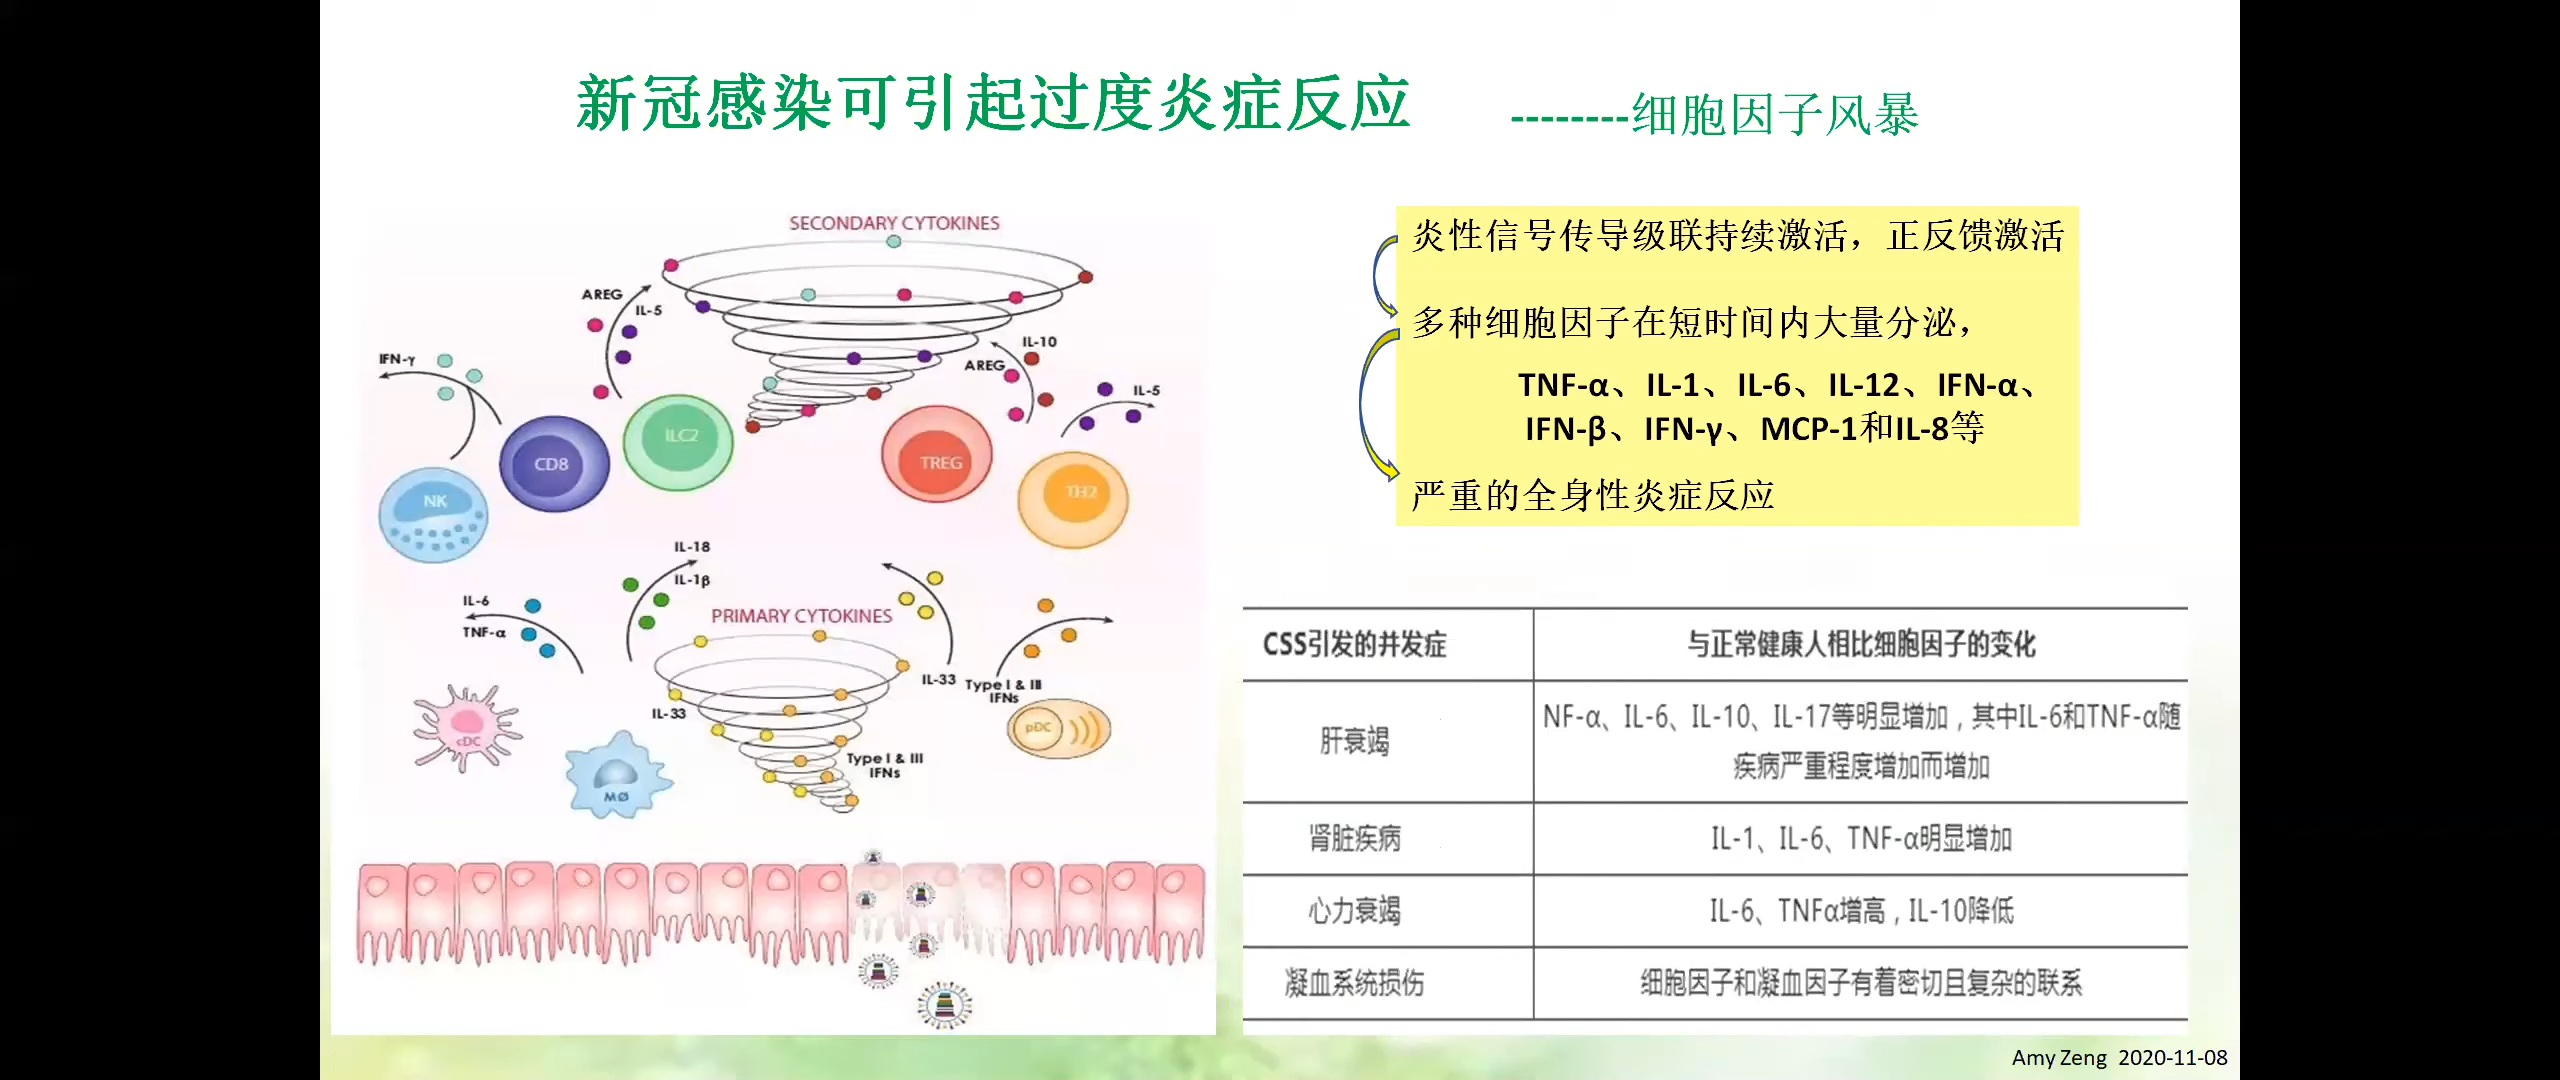 新冠感染可引起过度炎症反应 --------细胞因子风暴
SECONDARY CYTOKINES
AREG
IL-5
IFN-γ
IL-10
AREG
IL-5
NK
CD8
ILC2
TREG
TH2
IL-18
IL-1β
IL-6
TNF-α
PRIMARY CYTOKINES
IL-33
IL-33
Type I & III
IFNs
Type I & III
IFNs
cDC
MØ
pDC
炎性信号传导级联持续激活，正反馈激活
多种细胞因子在短时间内大量分泌，
TNF-α、IL-1、IL-6、IL-12、IFN-α、
IFN-β、IFN-γ、MCP-1和IL-8等
严重的全身性炎症反应
CSS引发的并发症 与正常健康人相比细胞因子的变化
肝衰竭 NF-α、IL-6、IL-10、IL-17等明显增加，其中IL-6和TNF-α随
疾病严重程度增加而增加
肾脏疾病 IL-1、IL-6、TNF-α明显增加
心力衰竭 IL-6、TNFα增高，IL-10降低
凝血系统损伤 细胞因子和凝血因子有着密切且复杂的联系
Amy Zeng 2020-11-08